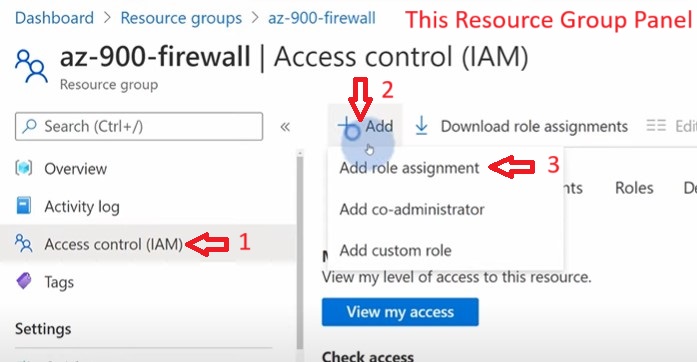 Dashboard > Resource groups > az-900-firewall
This Resource Group Panel
az-900-firewall | Access control (IAM)
Resource group
2
Search (Ctrl+/)
«
+ Add
Download role assignments
Edi
Overview
Add role assignment
3
nts
Roles
De
Activity log
Add co-administrator
Access control (IAM)
1
Add custom role
M
Tags
View my level of access to this resource.
View my access
Settings
Check access